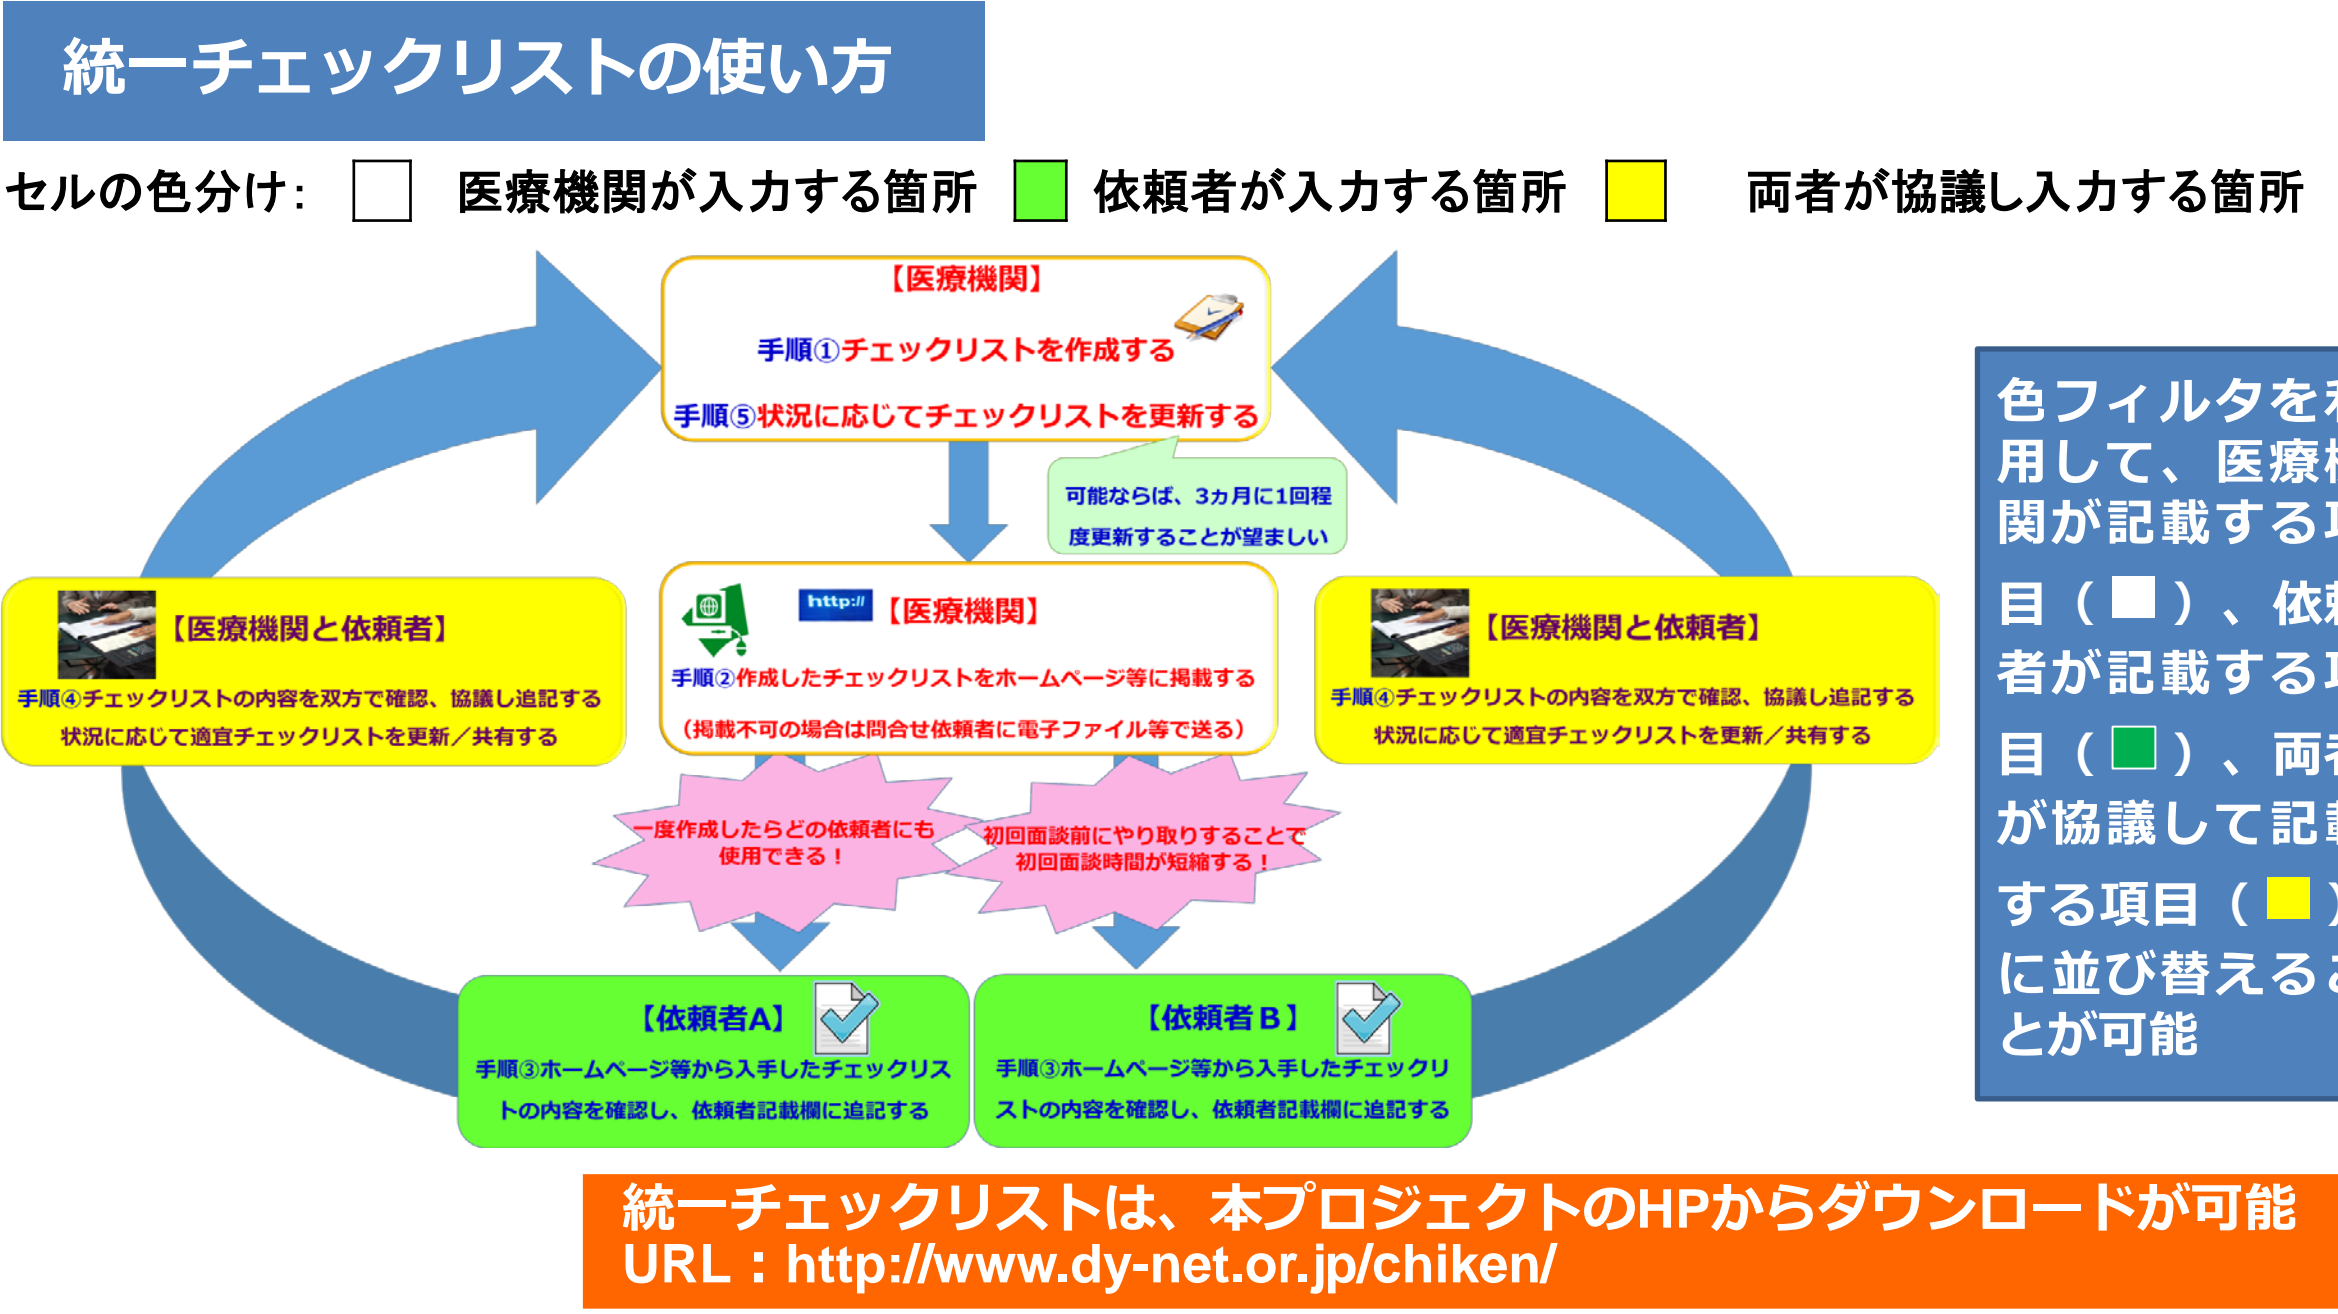 統一チェックリストの使い方
セルの色分け： 医療機関が入力する箇所 依頼者が入力する箇所 両者が協議し入力する箇所
【医療機関】
手順①チェックリストを作成する
手順⑤状況に応じてチェックリストを更新する
可能ならば、3ヵ月に1回程
度更新することが望ましい
http://
【医療機関】
手順②作成したチェックリストをホームページ等に掲載する
（掲載不可の場合は問合せ依頼者に電子ファイル等で送る）
【医療機関と依頼者】
手順④チェックリストの内容を双方で確認、協議し追記する
状況に応じて適宜チェックリストを更新／共有する
【医療機関と依頼者】
手順④チェックリストの内容を双方で確認、協議し追記する
状況に応じて適宜チェックリストを更新／共有する
一度作成したらどの依頼者にも
使用できる！
初回面談前にやり取りすることで
初回面談時間が短縮する！
【依頼者A】
手順③ホームページ等から入手したチェックリス
トの内容を確認し、依頼者記載欄に追記する
【依頼者Ｂ】
手順③ホームページ等から入手したチェックリ
ストの内容を確認し、依頼者記載欄に追記する
色フィルタを
用して、医療
関が記載する
目（■）、依
者が記載する
目（■）、両
が協議して記
する項目（■）
に並び替える
とが可能
統一チェックリストは、本プロジェクトのHPからダウンロードが可能
URL：http://www.dy-net.or.jp/chiken/